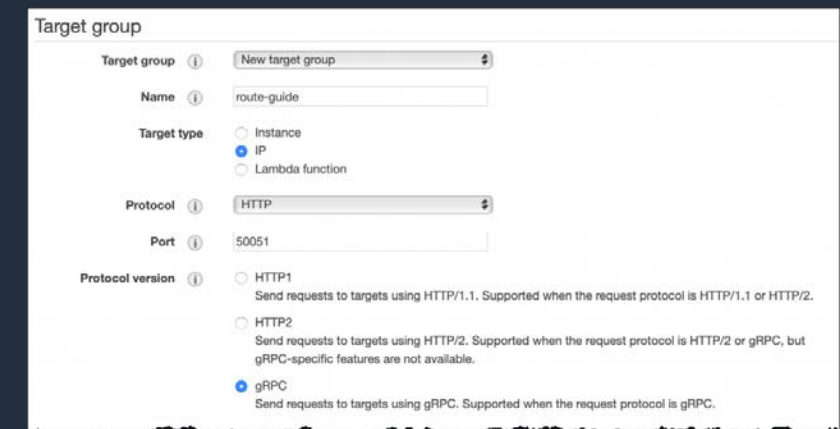 Target group
Target group New target group
Name route-guide
Target type Instance
IP
Lambda function
Protocol HTTP
Port 50051
Protocol version HTTP1
Send requests to targets using HTTP/1.1. Supported when the request protocol is HTTP/1.1 or HTTP/2.
HTTP2
Send requests to targets using HTTP/2. Supported when the request protocol is HTTP/2 or gRPC, but
gRPC-specific features are not available.
gRPC
Send requests to targets using gRPC. Supported when the request protocol is gRPC.